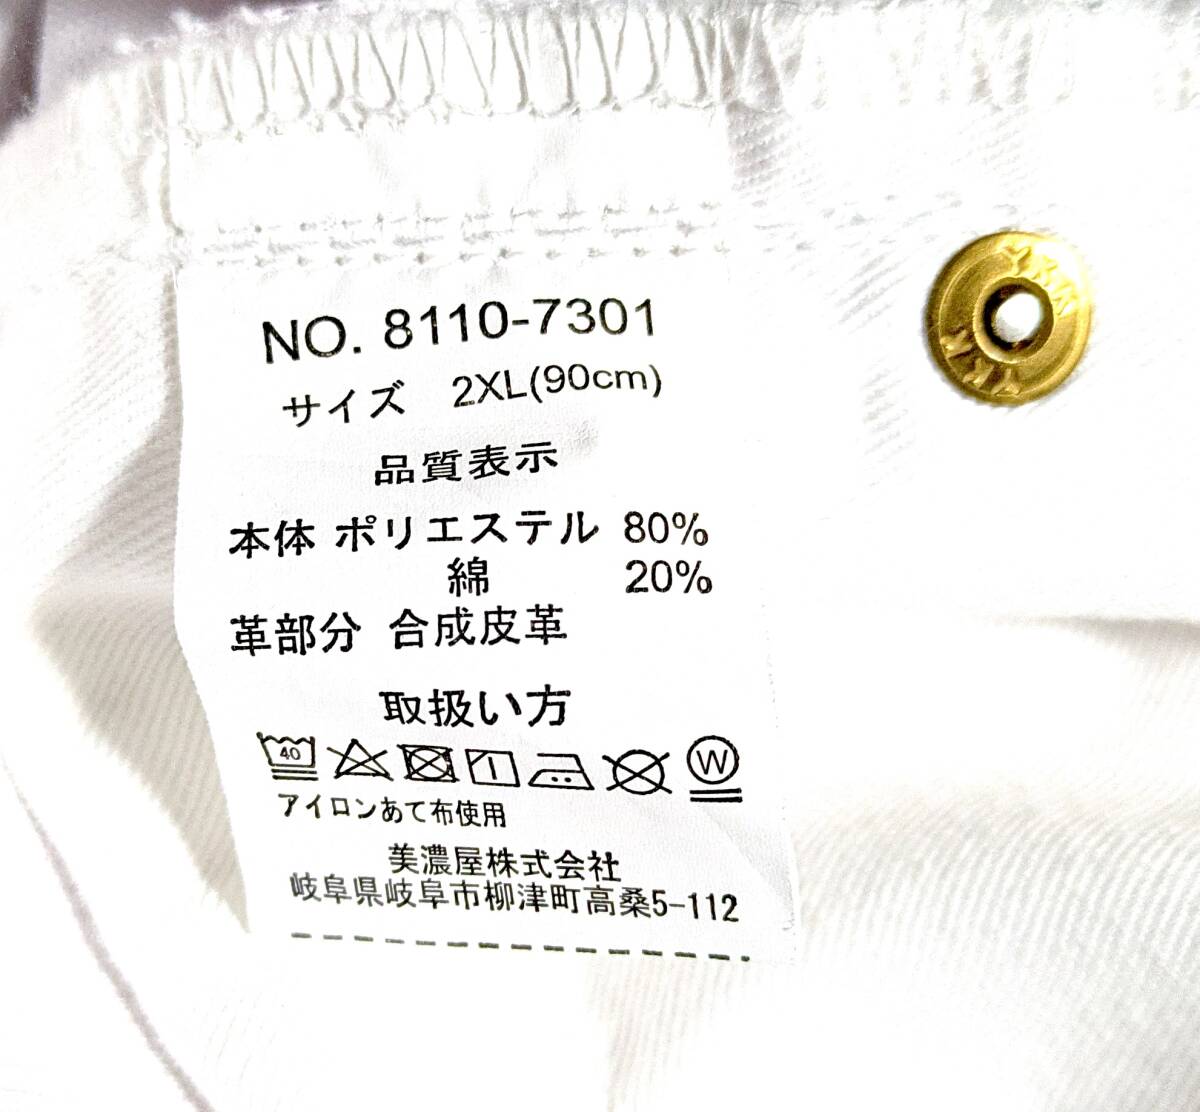 NO. 8110-7301
サイズ 2XL(90cm)
品質表示
本体 ポリエステル 80%
綿 20%
革部分 合成皮革
取扱い方
40 W
アイロンあて布使用
美濃屋株式会社
岐阜県岐阜市柳津町高桑5-112
YKK
YKK